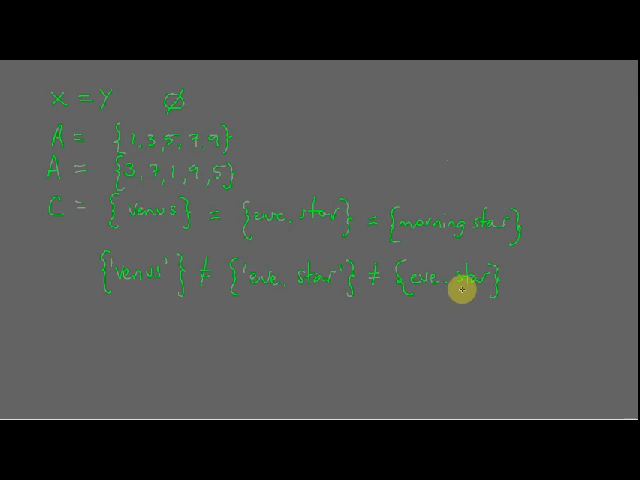 x = y ∅
A = {1,3,5,7,9}
A = {3,7,1,9,5}
C = {venus} = {eve. star} = {morning star}
{'venus'} ≠ {'eve. star'} ≠ {eve. star}